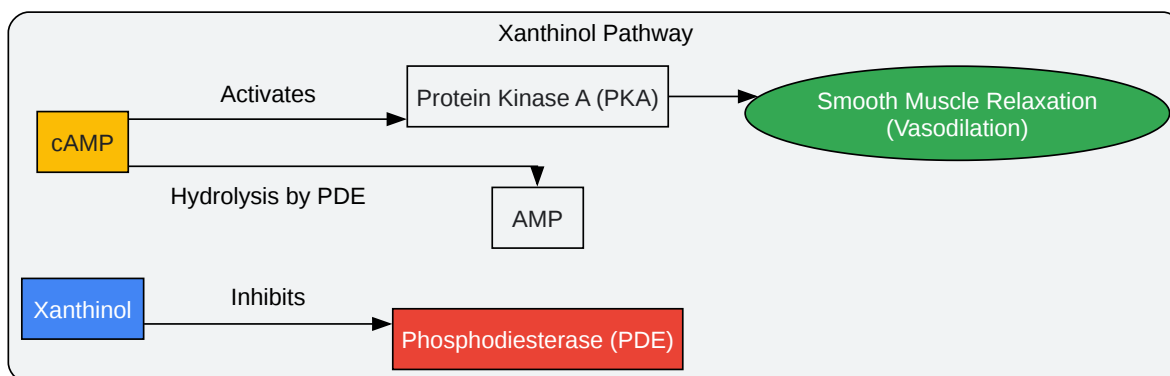 Xanthinol Pathway
Activates
Protein Kinase A (PKA)
Smooth Muscle Relaxation
(Vasodilation)
cAMP
Hydrolysis by PDE
AMP
Xanthinol
Inhibits
Phosphodiesterase (PDE)